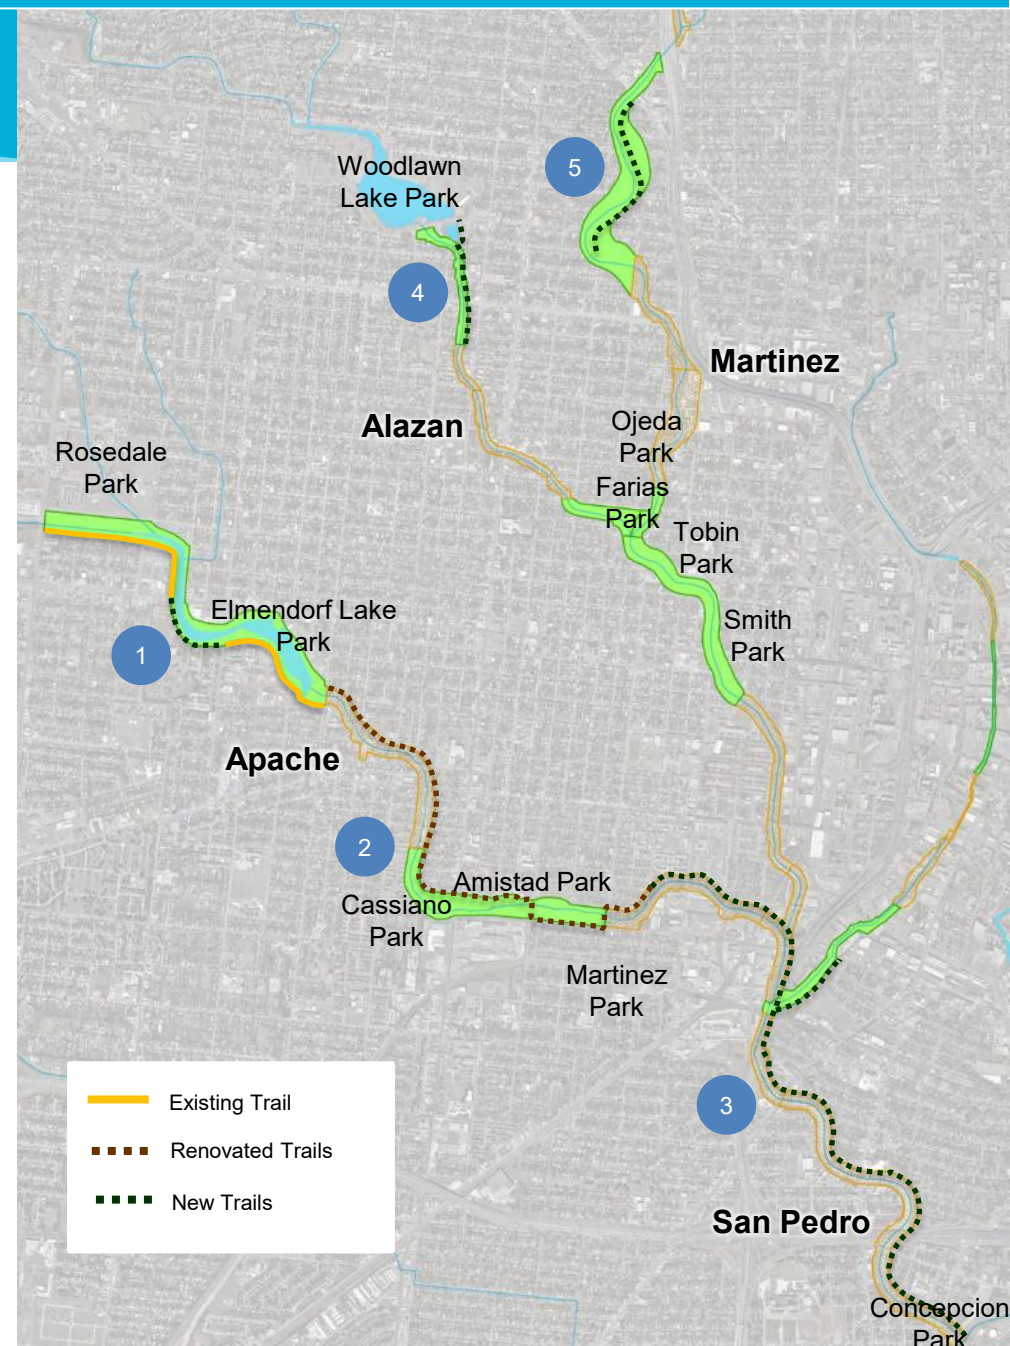 Woodlawn
Lake Park
5
4
Martinez
Alazan
Ojeda
Park
Rosedale
Park
Farias
Park
Tobin
Park
Elmendorf Lake
Park
Smith
Park
1
Apache
2
Amistad Park
Cassiano
Park
Martinez
Park
3
Existing Trail
Renovated Trails
New Trails
San Pedro
Concepcion
Park